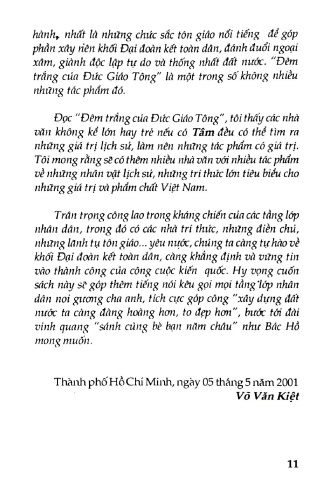 hành, nhất là những chức sắc tôn giáo nổi tiếng để góp
phần xây nền khối Đại đoàn kết toàn dân, đánh đuổi ngoại
xâm, giành độc lập tự do và thống nhất đất nước. “Đêm
trắng của Đức Giáo Tông” là một trong số không nhiều
những tác phẩm đó.
Đọc “Đêm trắng của Đức Giáo Tông”, tôi thấy các nhà
văn không kể lớn hay trẻ nếu có Tâm đều có thể tìm ra
những giá trị lịch sử, làm nên những tác phẩm có giá trị.
Tôi mong rằng sẽ có thêm nhiều nhà văn với nhiều tác phẩm
về những nhân vật lịch sử, những tri thức lớn tiêu biểu cho
những giá trị và phẩm chất Việt Nam.
Trân trọng công lao trong kháng chiến của các tầng lớp
nhân dân, trong đó có các nhà trí thức, những điền chủ,
những lãnh tụ tôn giáo... yêu nước, chúng ta càng tự hào về
khối Đại đoàn kết toàn dân, càng khẳng định và vững tin
vào thành công của công cuộc kiến quốc. Hy vọng cuốn
sách này sẽ góp thêm tiếng nói kêu gọi mọi tầng lớp nhân
dân noi gương cha anh, tích cực góp công “xây dựng đất
nước ta càng đàng hoàng hơn, to đẹp hơn”, bước tới đài
vinh quang “sánh cùng bè bạn năm châu” như Bác Hồ
mong muốn.
Thành phố Hồ Chí Minh, ngày 05 tháng 5 năm 2001
Võ Văn Kiệt
11